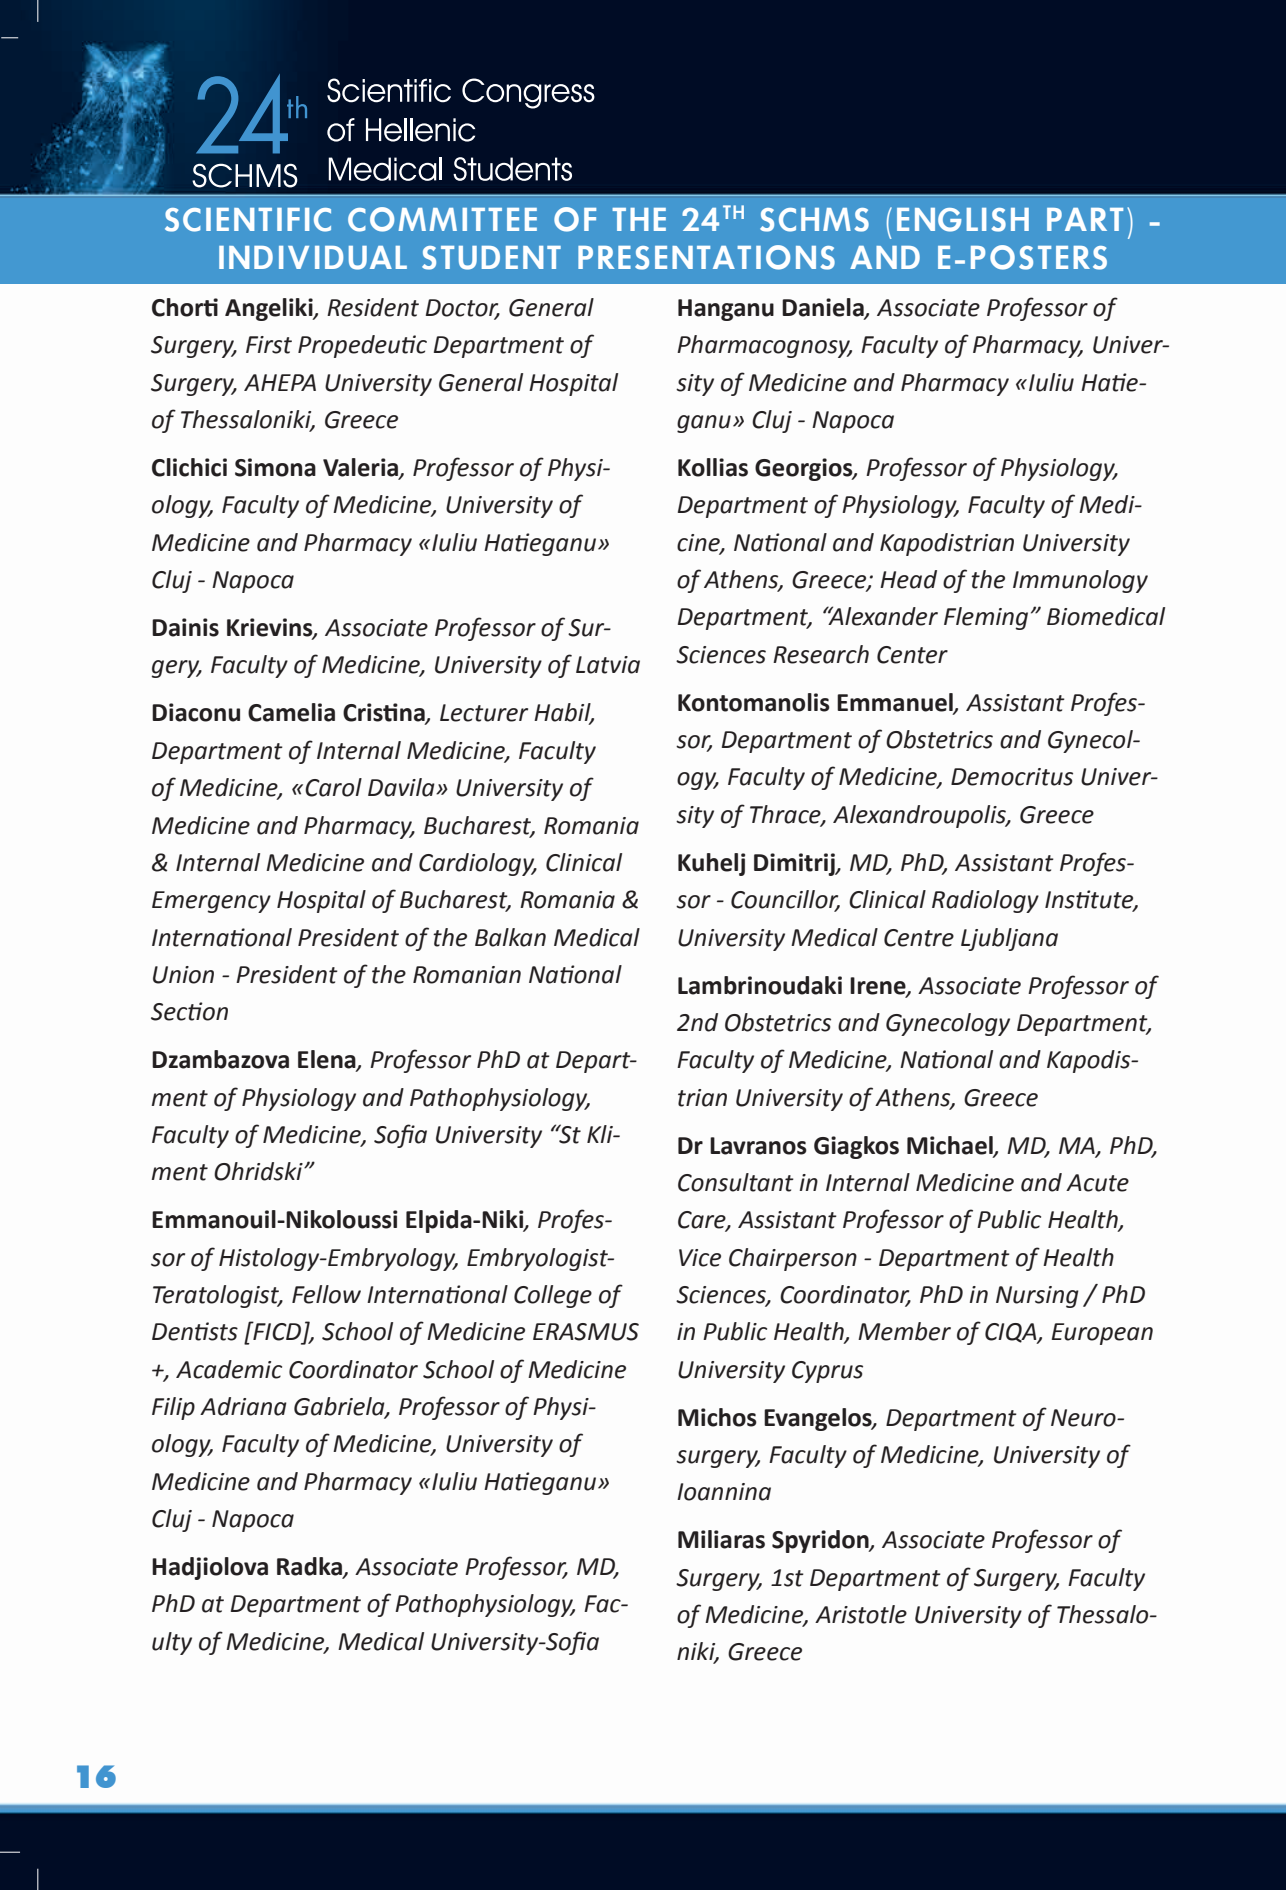 24th
SCHMS
Scientific Congress
of Hellenic
Medical Students
SCIENTIFIC COMMITTEE OF THE 24TH SCHMS (ENGLISH PART) -
INDIVIDUAL STUDENT PRESENTATIONS AND E-POSTERS
Chorti Angeliki, Resident Doctor, General
Surgery, First Propedeutic Department of
Surgery, AHEPA University General Hospital
of Thessaloniki, Greece
Clichici Simona Valeria, Professor of Physi-
ology, Faculty of Medicine, University of
Medicine and Pharmacy «Iuliu Hatieganu»
Cluj - Napoca
Dainis Krievins, Associate Professor of Sur-
gery, Faculty of Medicine, University of Latvia
Diaconu Camelia Cristina, Lecturer Habil,
Department of Internal Medicine, Faculty
of Medicine, «Carol Davila» University of
Medicine and Pharmacy, Bucharest, Romania
& Internal Medicine and Cardiology, Clinical
Emergency Hospital of Bucharest, Romania &
International President of the Balkan Medical
Union - President of the Romanian National
Section
Dzambazova Elena, Professor PhD at Depart-
ment of Physiology and Pathophysiology,
Faculty of Medicine, Sofia University “St Kli-
ment Ohridski”
Emmanouil-Nikoloussi Elpida-Niki, Profes-
sor of Histology-Embryology, Embryologist-
Teratologist, Fellow International College of
Dentists [FICD], School of Medicine ERASMUS
+, Academic Coordinator School of Medicine
Filip Adriana Gabriela, Professor of Physi-
ology, Faculty of Medicine, University of
Medicine and Pharmacy «Iuliu Hatieganu»
Cluj - Napoca
Hadjiolova Radka, Associate Professor, MD,
PhD at Department of Pathophysiology, Fac-
ulty of Medicine, Medical University-Sofia
Hanganu Daniela, Associate Professor of
Pharmacognosy, Faculty of Pharmacy, Univer-
sity of Medicine and Pharmacy «Iuliu Hatie-
ganu» Cluj - Napoca
Kollias Georgios, Professor of Physiology,
Department of Physiology, Faculty of Medi-
cine, National and Kapodistrian University
of Athens, Greece; Head of the Immunology
Department, “Alexander Fleming” Biomedical
Sciences Research Center
Kontomanolis Emmanuel, Assistant Profes-
sor, Department of Obstetrics and Gynecol-
ogy, Faculty of Medicine, Democritus Univer-
sity of Thrace, Alexandroupolis, Greece
Kuhelj Dimitrij, MD, PhD, Assistant Profes-
sor - Councillor, Clinical Radiology Institute,
University Medical Centre Ljubljana
Lambrinoudaki Irene, Associate Professor of
2nd Obstetrics and Gynecology Department,
Faculty of Medicine, National and Kapodis-
trian University of Athens, Greece
Dr Lavranos Giagkos Michael, MD, MA, PhD,
Consultant in Internal Medicine and Acute
Care, Assistant Professor of Public Health,
Vice Chairperson - Department of Health
Sciences, Coordinator, PhD in Nursing / PhD
in Public Health, Member of CIQA, European
University Cyprus
Michos Evangelos, Department of Neuro-
surgery, Faculty of Medicine, University of
Ioannina
Miliaras Spyridon, Associate Professor of
Surgery, 1st Department of Surgery, Faculty
of Medicine, Aristotle University of Thessalo-
niki, Greece
16